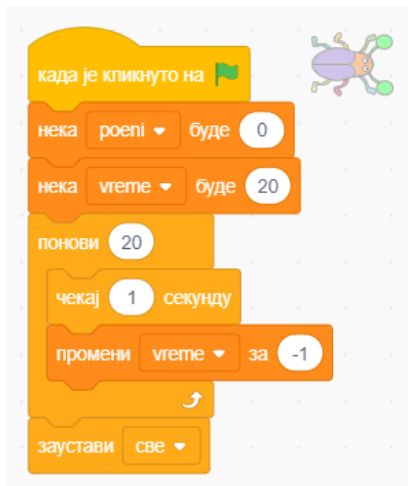 када је кликнуто на
нека poeni буде 0
нека vreme буде 20
понови 20
чекај 1 секунду
промени vreme за -1
заустави све